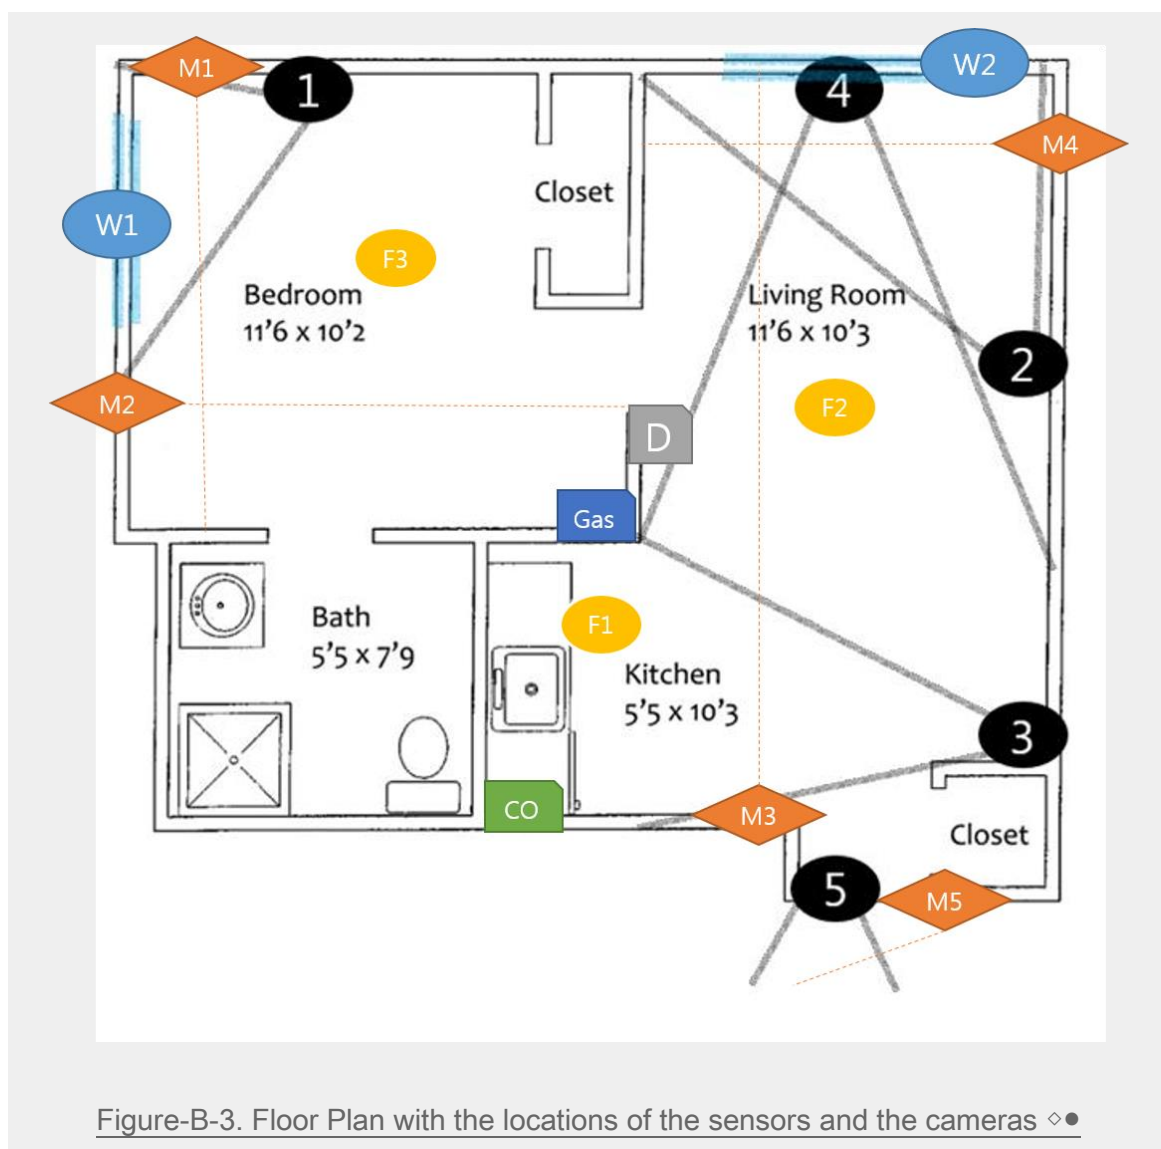 M1
1
4
W2
M4
Closet
W1
F3
Bedroom
11'6 x 10'2
Living Room
11'6 x 10'3
2
M2
F2
D
Gas
Bath
5'5 x 7'9
F1
Kitchen
5'5 x 10'3
3
CO
M3
Closet
5
M5
Figure-B-3. Floor Plan with the locations of the sensors and the cameras ◇●